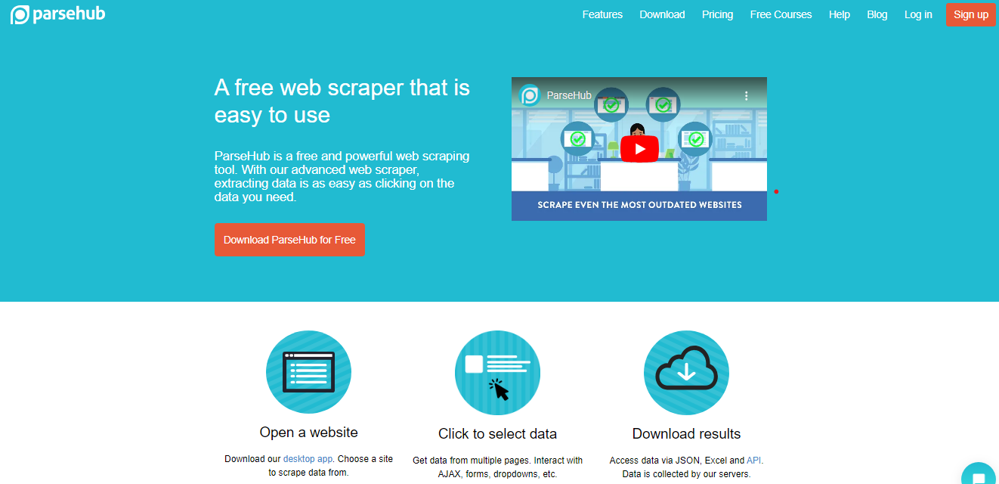 parsehub
Features Download Pricing Free Courses Help Blog Log in Sign up
A free web scraper that is
easy to use
ParseHub is a free and powerful web scraping
tool. With our advanced web scraper,
extracting data is as easy as clicking on the
data you need.
Download ParseHub for Free
ParseHub
SCRAPE EVEN THE MOST OUTDATED WEBSITES
Open a website
Download our desktop app. Choose a site
to scrape data from.
Click to select data
Get data from multiple pages. Interact with
AJAX, forms, dropdowns, etc.
Download results
Access data via JSON, Excel and API.
Data is collected by our servers.